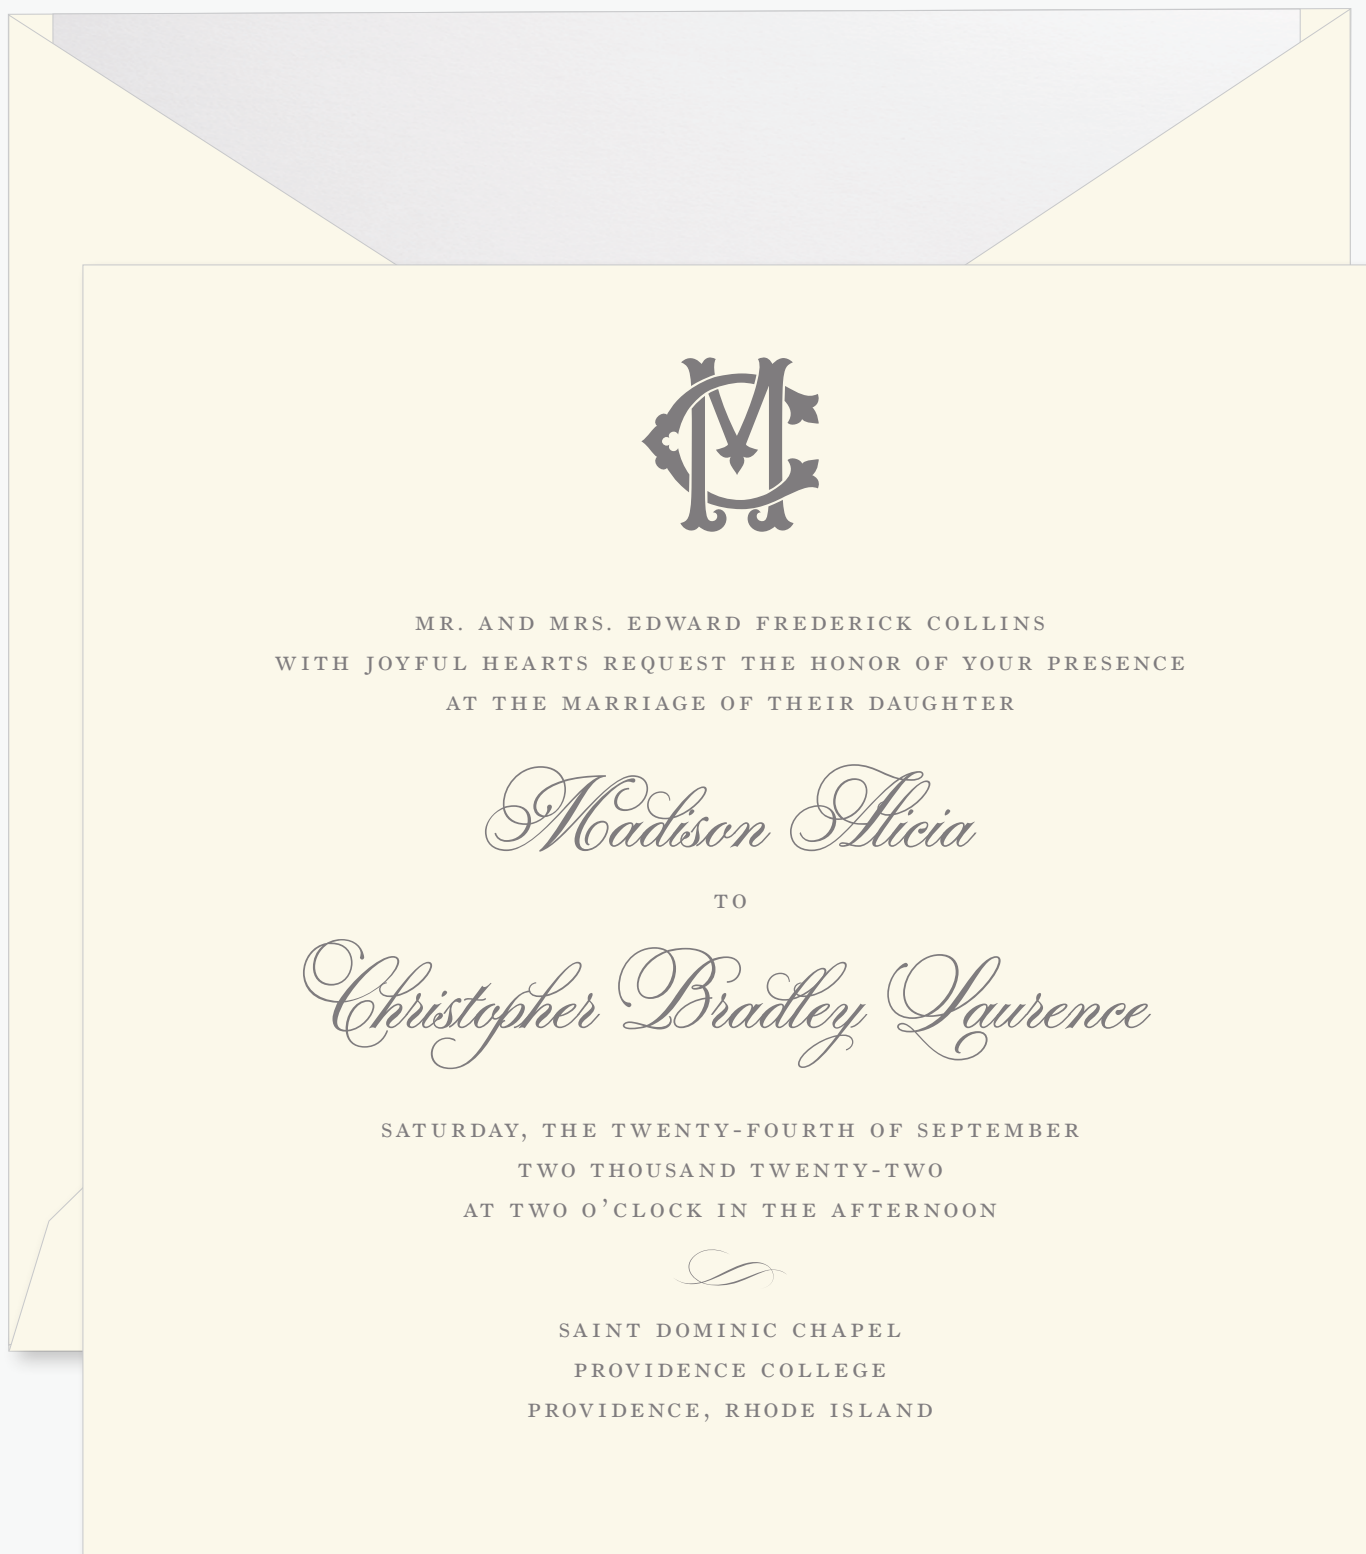 MC
MR. AND MRS. EDWARD FREDERICK COLLINS
WITH JOYFUL HEARTS REQUEST THE HONOR OF YOUR PRESENCE
AT THE MARRIAGE OF THEIR DAUGHTER
Madison Alicia
TO
Christopher Bradley Laurence
SATURDAY, THE TWENTY-FOURTH OF SEPTEMBER
TWO THOUSAND TWENTY-TWO
AT TWO O’CLOCK IN THE AFTERNOON
SAINT DOMINIC CHAPEL
PROVIDENCE COLLEGE
PROVIDENCE, RHODE ISLAND